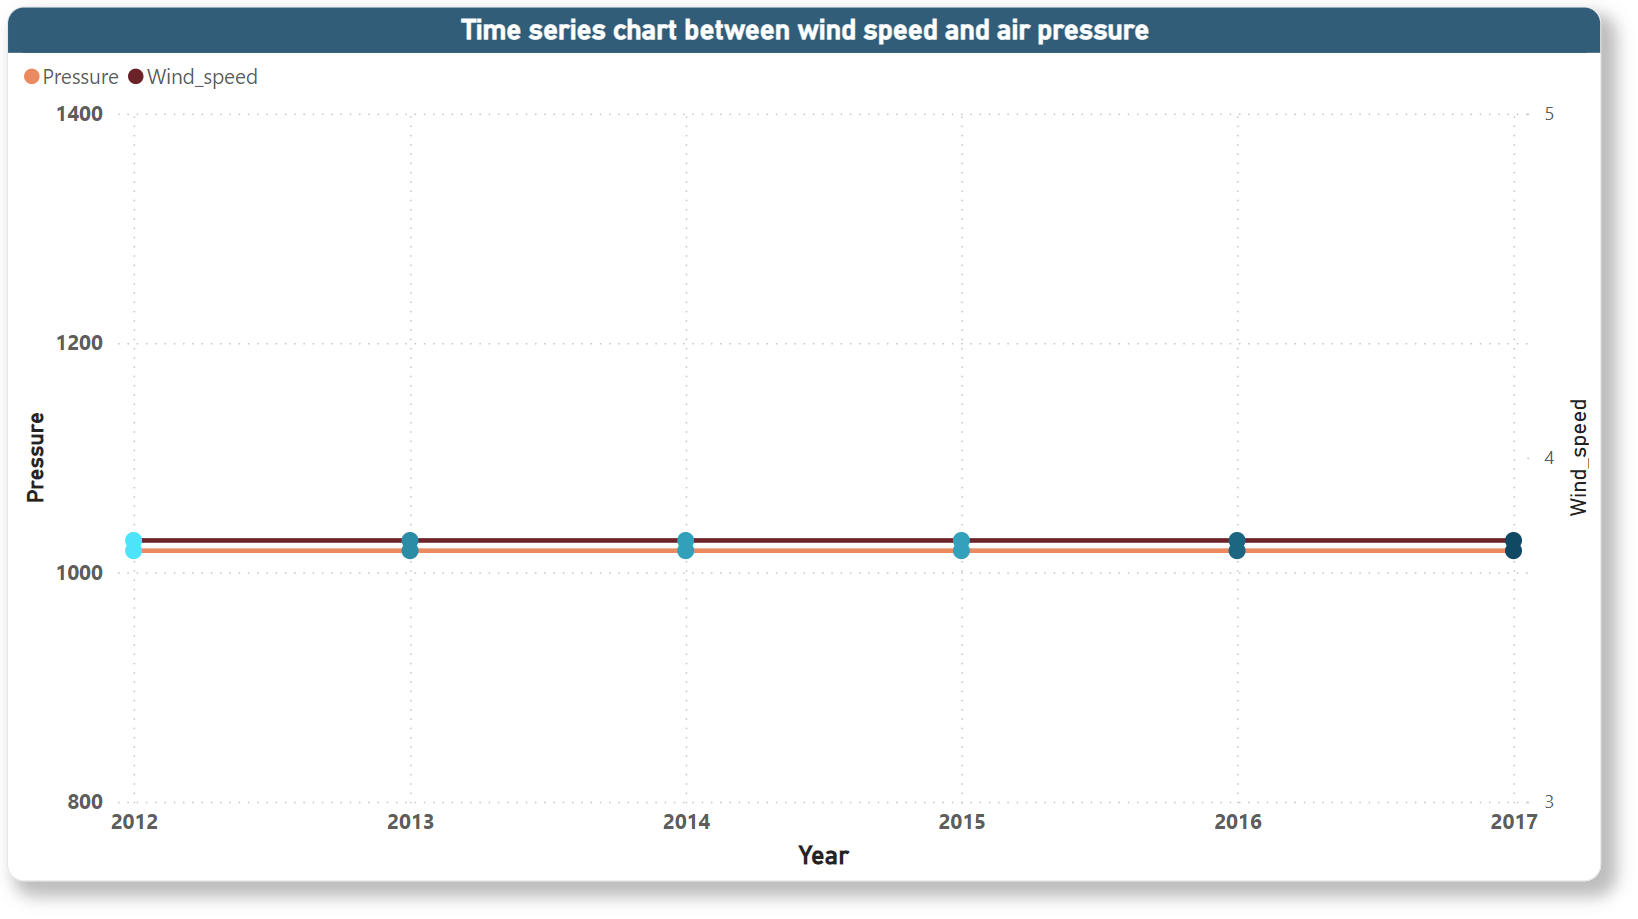 Time series chart between wind speed and air pressure
Pressure Wind_speed
1400
1200
1000
800
Pressure
5
4
3
Wind_speed
2012 2013 2014 2015 2016 2017
Year